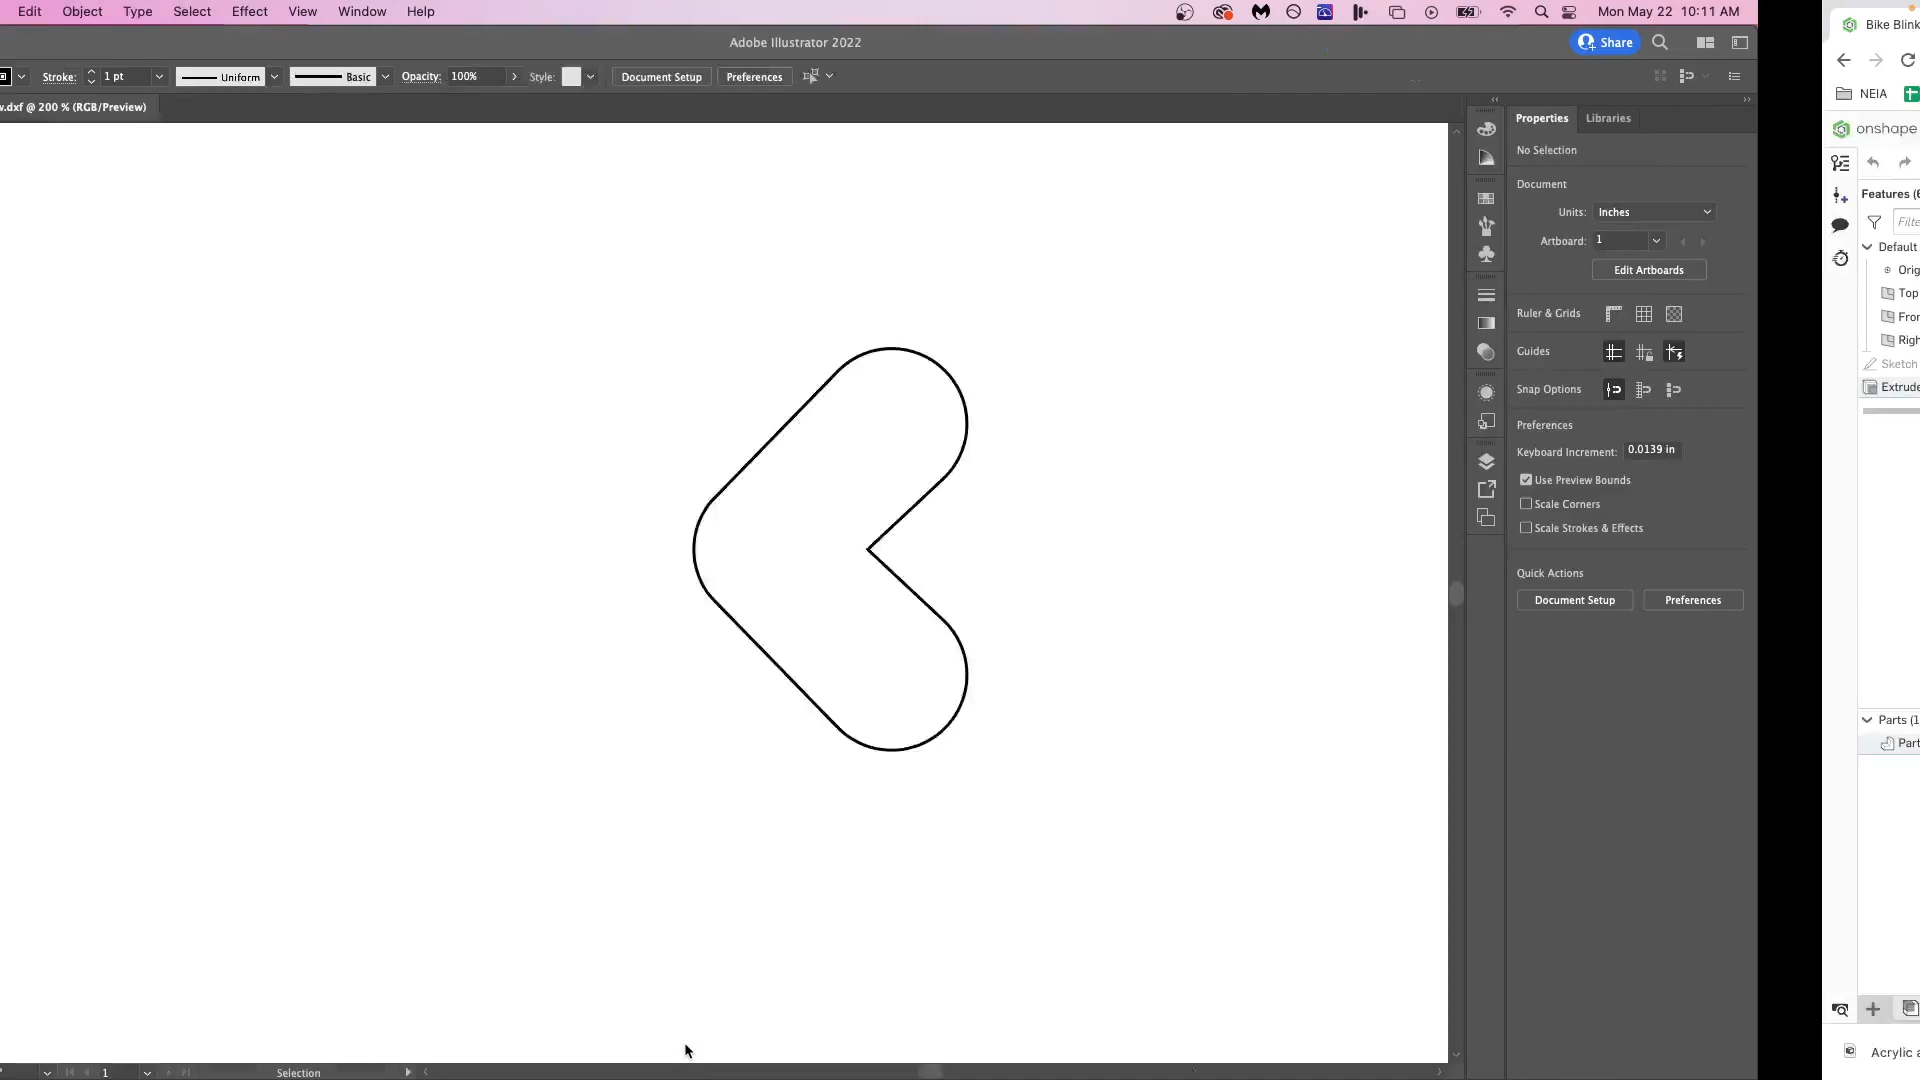 Edit Object Type Select Effect View Window Help Mon May 22 10:11 AM
Adobe Illustrator 2022 Share
Stroke: 1 pt Uniform Basic Opacity: 100% Style: Document Setup Preferences
.dxf @ 200 % (RGB/Preview)
Properties Libraries
No Selection
Document
Units: Inches
Artboard: 1
Edit Artboards
Ruler & Grids
Guides
Snap Options
Preferences
Keyboard Increment: 0.0139 in
Use Preview Bounds
Scale Corners
Scale Strokes & Effects
Quick Actions
Document Setup Preferences
1 Selection
Bike Blink
NEIA
onshape
Features (6
Filte
Default
Orig
Top
Fron
Righ
Sketch
Extrude
Parts (1
Part
Acrylic a